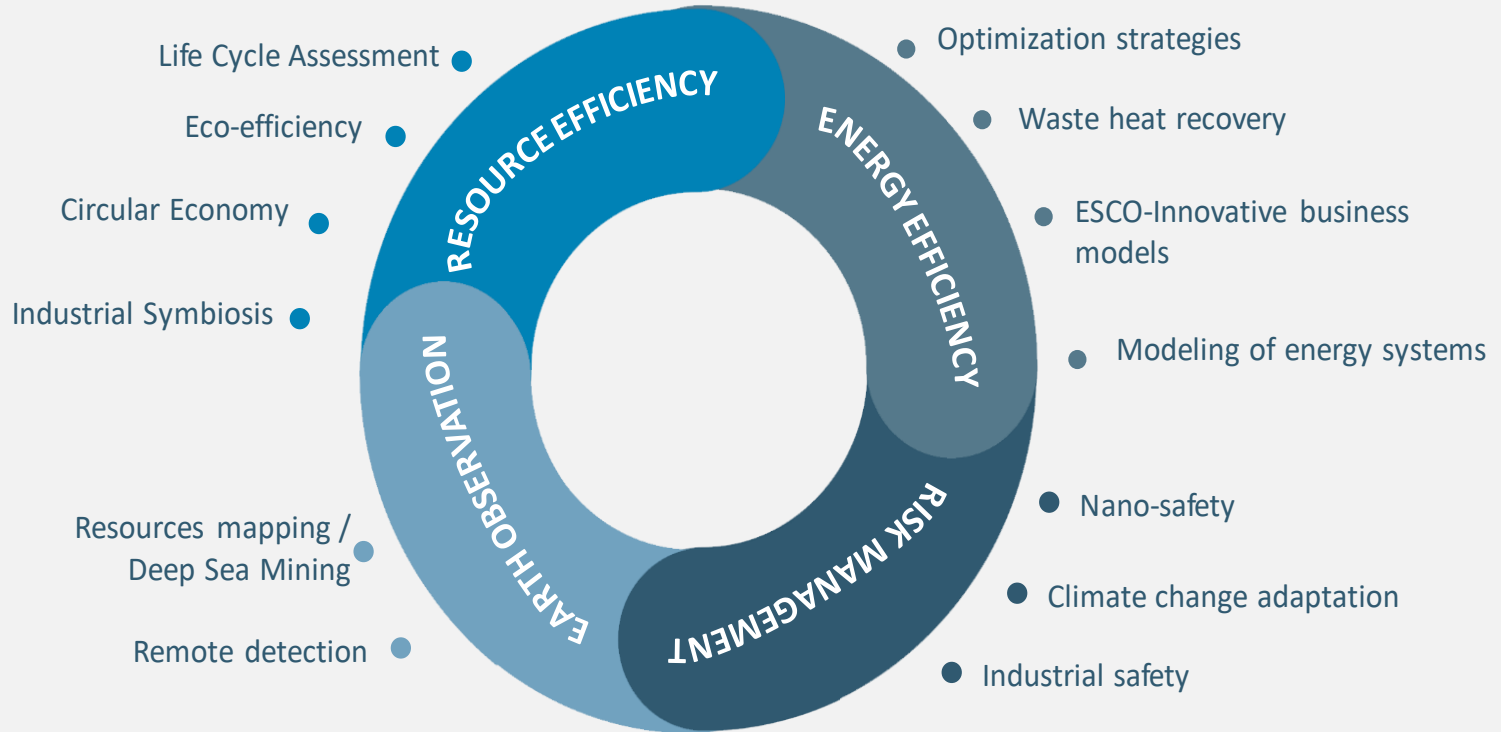 Life Cycle Assessment
Eco-efficiency
Circular Economy
Industrial Symbiosis
RESOURCE EFFICIENCY
Optimization strategies
Waste heat recovery
ESCO-Innovative business
models
Modeling of energy systems
ENERGY EFFICIENCY
Resources mapping /
Deep Sea Mining
Remote detection
EARTH OBSERVATION
Nano-safety
Climate change adaptation
Industrial safety
RISK MANAGEMENT